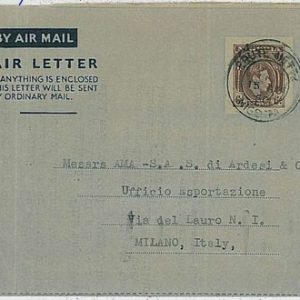 BY AIR MAIL
AIR LETTER
ANYTHING IS ENCLOSED
THIS LETTER WILL BE SENT
BY ORDINARY MAIL.
Messrs AMA -S.A .S. di Ardesi & C
Ufficio Esportazione
Via del Lauro N. I.
MILANO, Italy,